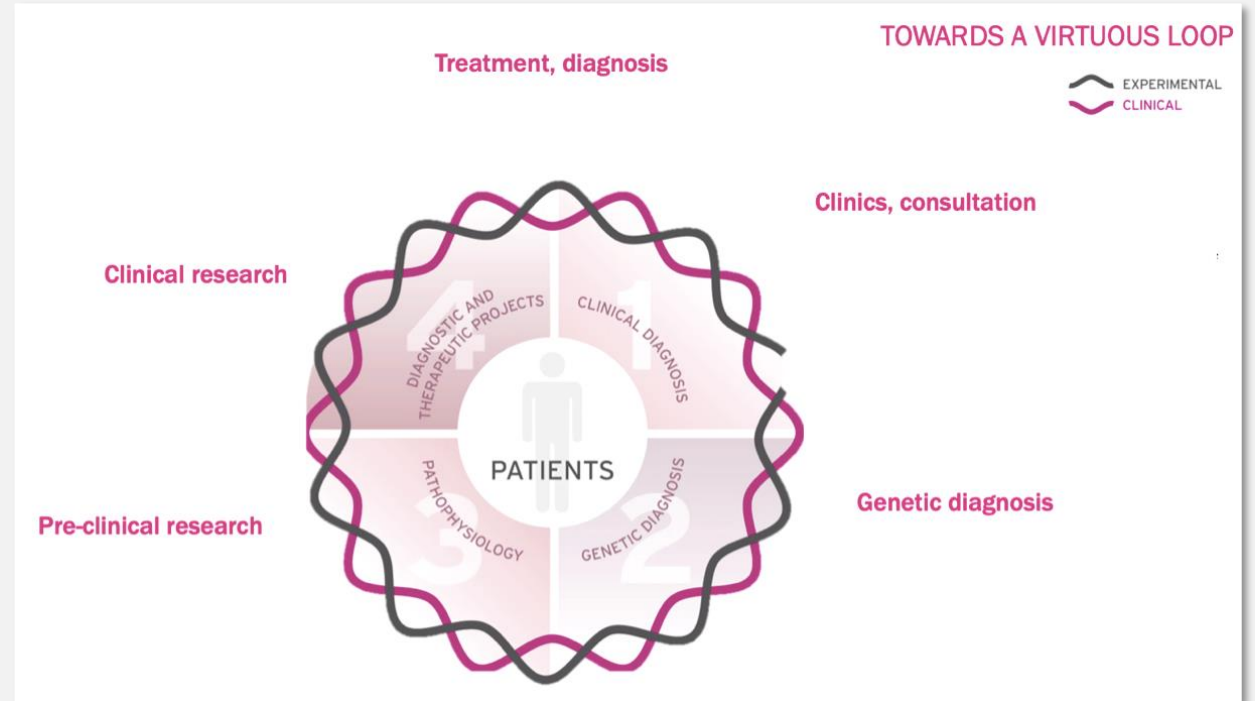 TOWARDS A VIRTUOUS LOOP
Treatment, diagnosis
EXPERIMENTAL
CLINICAL
Clinics, consultation
Clinical research
4
DIAGNOSTIC AND
THERAPEUTIC PROJECTS
1
CLINICAL DIAGNOSIS
PATIENTS
3
PATHOPHYSIOLOGY
2
GENETIC DIAGNOSIS
Genetic diagnosis
Pre-clinical research